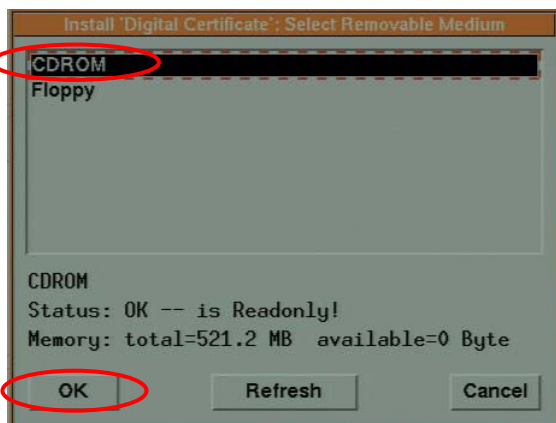 Install 'Digital Certificate': Select Removable Medium
CDROM
Floppy
CDROM
Status: OK -- is Readonly!
Memory: total=521.2 MB available=0 Byte
OK Refresh Cancel